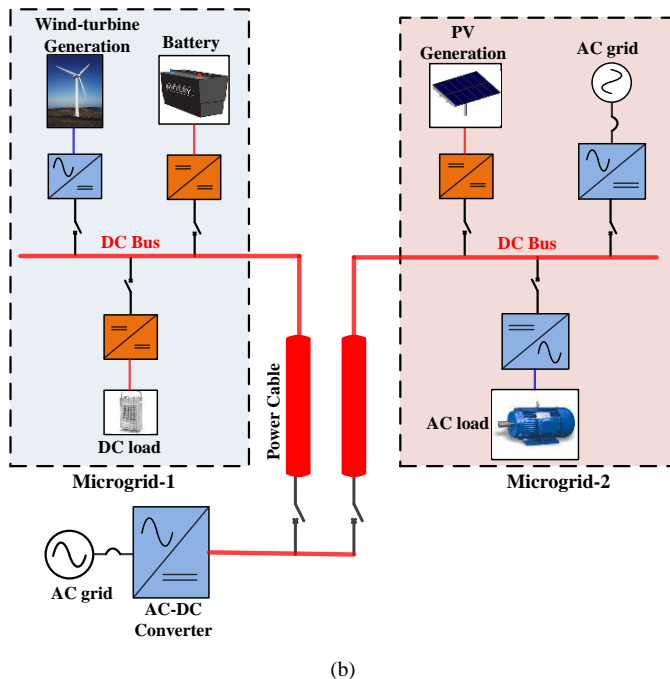 Wind-turbine
Generation
Battery
PV
Generation
AC grid
DC Bus
DC Bus
Power Cable
DC load
AC load
Microgrid-1
Microgrid-2
AC grid
AC-DC
Converter
(b)